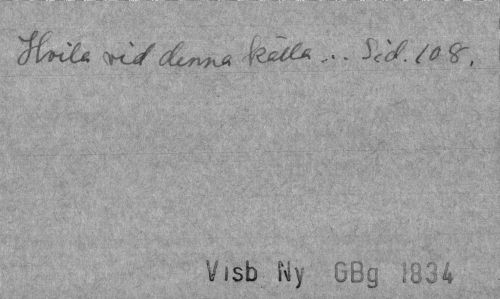 Hvila vid denna källa... Sid. 108.
Visb Ny GBg 1834